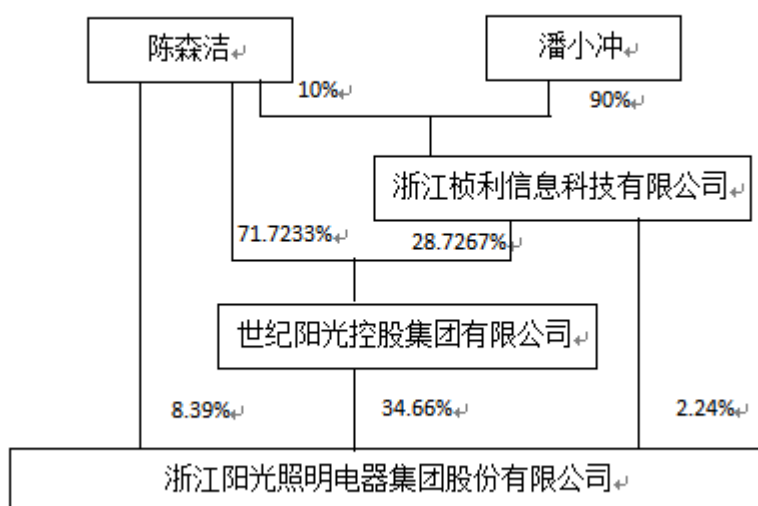 陈森洁
潘小冲
10%
90%
浙江桢利信息科技有限公司
71.7233%
28.7267%
世纪阳光控股集团有限公司
8.39%
34.66%
2.24%
浙江阳光照明电器集团股份有限公司